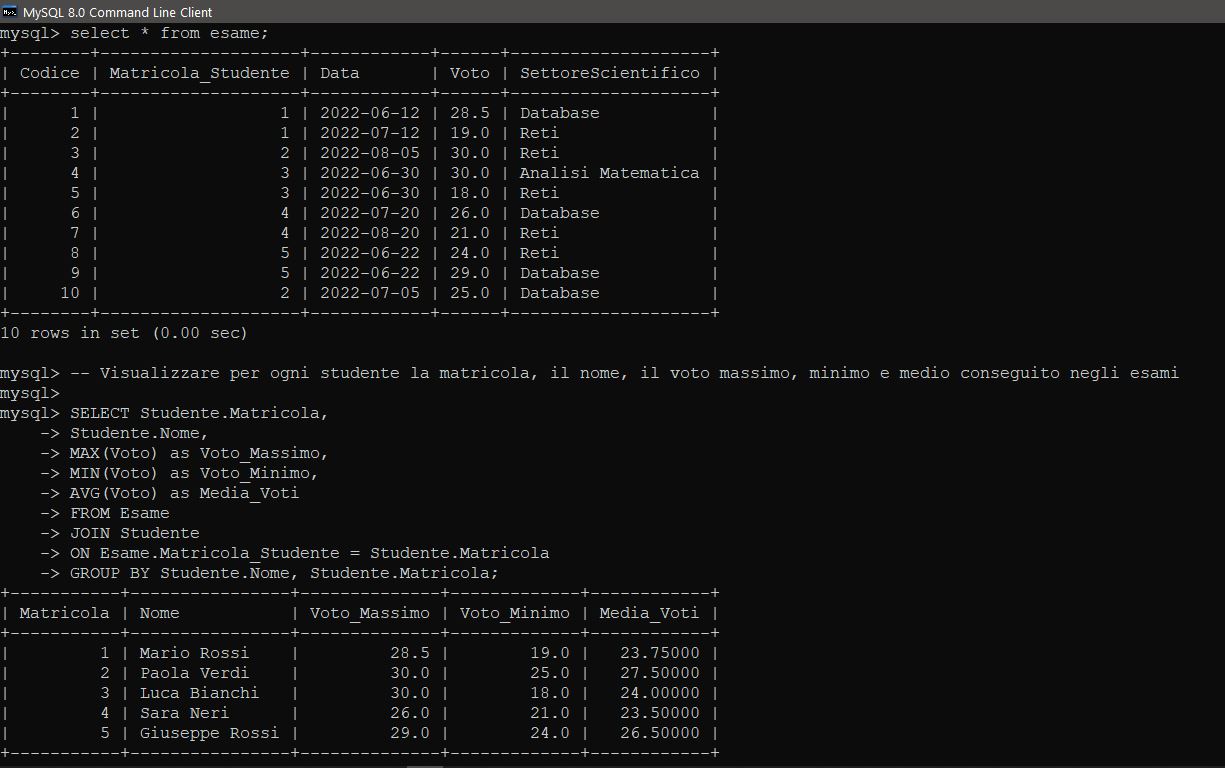 MySQL 8.0 Command Line Client
mysql> select * from esame;
+--------+--------------------+------------+------+--------------------+
| Codice | Matricola_Studente | Data       | Voto | SettoreScientifico |
+--------+--------------------+------------+------+--------------------+
|      1 |                  1 | 2022-06-12 | 28.5 | Database           |
|      2 |                  1 | 2022-07-12 | 19.0 | Reti               |
|      3 |                  2 | 2022-08-05 | 30.0 | Reti               |
|      4 |                  3 | 2022-06-30 | 30.0 | Analisi Matematica |
|      5 |                  3 | 2022-06-30 | 18.0 | Reti               |
|      6 |                  4 | 2022-07-20 | 26.0 | Database           |
|      7 |                  4 | 2022-08-20 | 21.0 | Reti               |
|      8 |                  5 | 2022-06-22 | 24.0 | Reti               |
|      9 |                  5 | 2022-06-22 | 29.0 | Database           |
|     10 |                  2 | 2022-07-05 | 25.0 | Database           |
+--------+--------------------+------------+------+--------------------+
10 rows in set (0.00 sec)
mysql> -- Visualizzare per ogni studente la matricola, il nome, il voto massimo, minimo e medio conseguito negli esami
mysql>
mysql> SELECT Studente.Matricola,
    -> Studente.Nome,
    -> MAX(Voto) as Voto_Massimo,
    -> MIN(Voto) as Voto_Minimo,
    -> AVG(Voto) as Media_Voti
    -> FROM Esame
    -> JOIN Studente
    -> ON Esame.Matricola_Studente = Studente.Matricola
    -> GROUP BY Studente.Nome, Studente.Matricola;
+-----------+----------------+--------------+-------------+------------+
| Matricola | Nome           | Voto_Massimo | Voto_Minimo | Media_Voti |
+-----------+----------------+--------------+-------------+------------+
|         1 | Mario Rossi    |         28.5 |        19.0 |   23.75000 |
|         2 | Paola Verdi    |         30.0 |        25.0 |   27.50000 |
|         3 | Luca Bianchi   |         30.0 |        18.0 |   24.00000 |
|         4 | Sara Neri      |         26.0 |        21.0 |   23.50000 |
|         5 | Giuseppe Rossi |         29.0 |        24.0 |   26.50000 |
+-----------+----------------+--------------+-------------+------------+